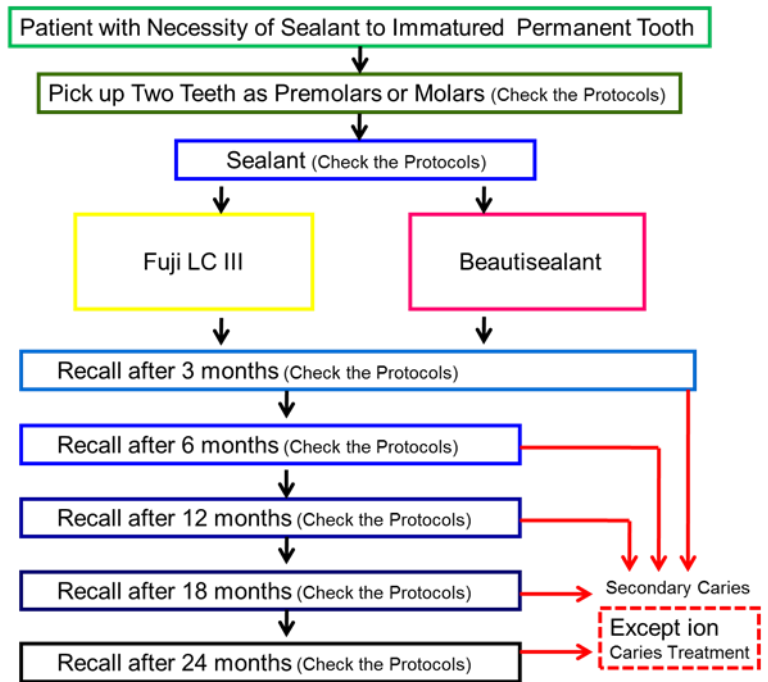 Patient with Necessity of Sealant to Immatured Permanent Tooth
Pick up Two Teeth as Premolars or Molars (Check the Protocols)
Sealant (Check the Protocols)
Fuji LC III
Beautisealant
Recall after 3 months (Check the Protocols)
Recall after 6 months (Check the Protocols)
Recall after 12 months (Check the Protocols)
Recall after 18 months (Check the Protocols)
Secondary Caries
Except ion
Caries Treatment
Recall after 24 months (Check the Protocols)